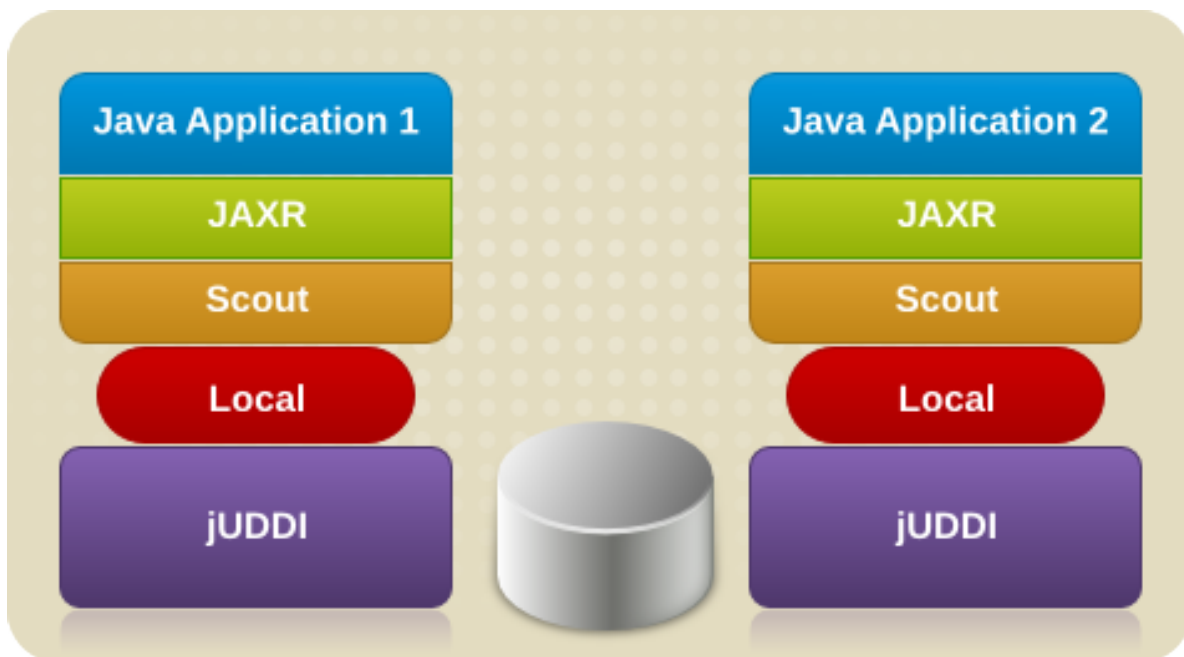 Java Application 1
JAXR
Scout
Local
jUDDI
Java Application 2
JAXR
Scout
Local
jUDDI